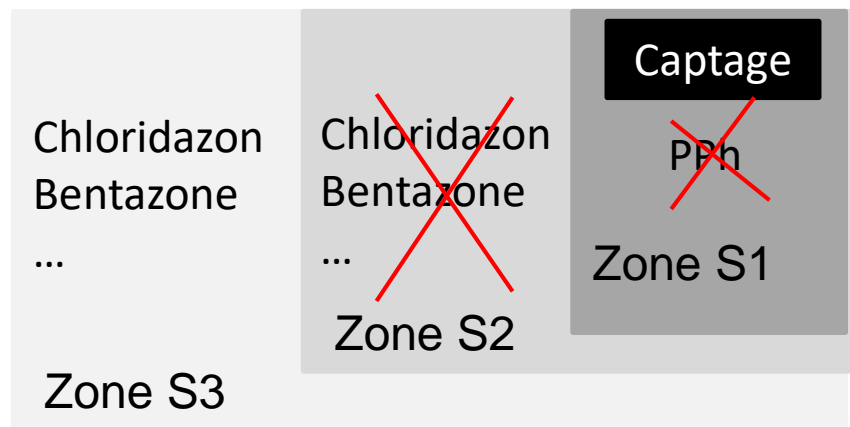 Chloridazon
Bentazone
...
Zone S3
Chloridazon
Bentazone
...
Zone S2
Captage
PPh
Zone S1